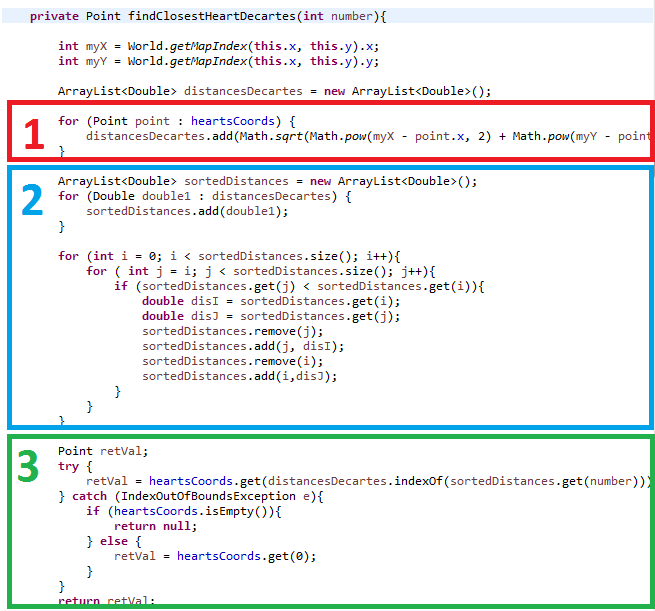 private Point findClosestHeartDecartes(int number){
int myX = World.getMapIndex(this.x, this.y).x;
int myY = World.getMapIndex(this.x, this.y).y;
ArrayList<Double> distancesDecartes = new ArrayList<Double>();
1
for (Point point : heartsCoords) {
distancesDecartes.add(Math.sqrt(Math.pow(myX - point.x, 2) + Math.pow(myY - point
}
2
ArrayList<Double> sortedDistances = new ArrayList<Double>();
for (Double double1 : distancesDecartes) {
sortedDistances.add(double1);
}
for (int i = 0; i < sortedDistances.size(); i++){
for ( int j = i; j < sortedDistances.size(); j++){
if (sortedDistances.get(j) < sortedDistances.get(i)){
double disI = sortedDistances.get(i);
double disJ = sortedDistances.get(j);
sortedDistances.remove(j);
sortedDistances.add(j, disI);
sortedDistances.remove(i);
sortedDistances.add(i,disJ);
}
}
}
3
Point retVal;
try {
retVal = heartsCoords.get(distancesDecartes.indexOf(sortedDistances.get(number)))
} catch (IndexOutOfBoundsException e){
if (heartsCoords.isEmpty()){
return null;
} else {
retVal = heartsCoords.get(0);
}
}
return retVal;